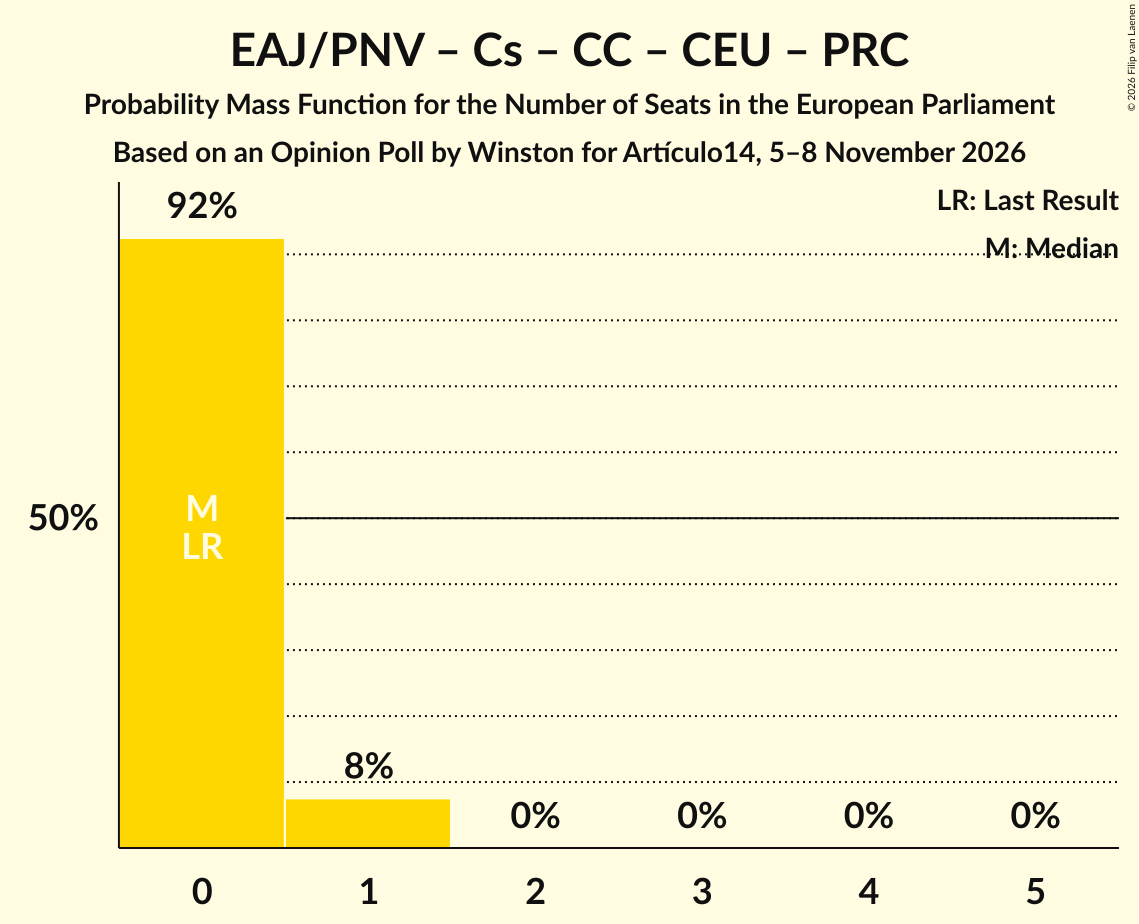 EAJ/PNV – Cs – CC – CEU – PRC
Probability Mass Function for the Number of Seats in the European Parliament
Based on an Opinion Poll by Winston for Artículo14, 5–8 November 2026
© 2026 Filip van Laenen
LR: Last Result
M: Median
92%
50%
M
LR
8%
0%
0%
0%
0%
0
1
2
3
4
5